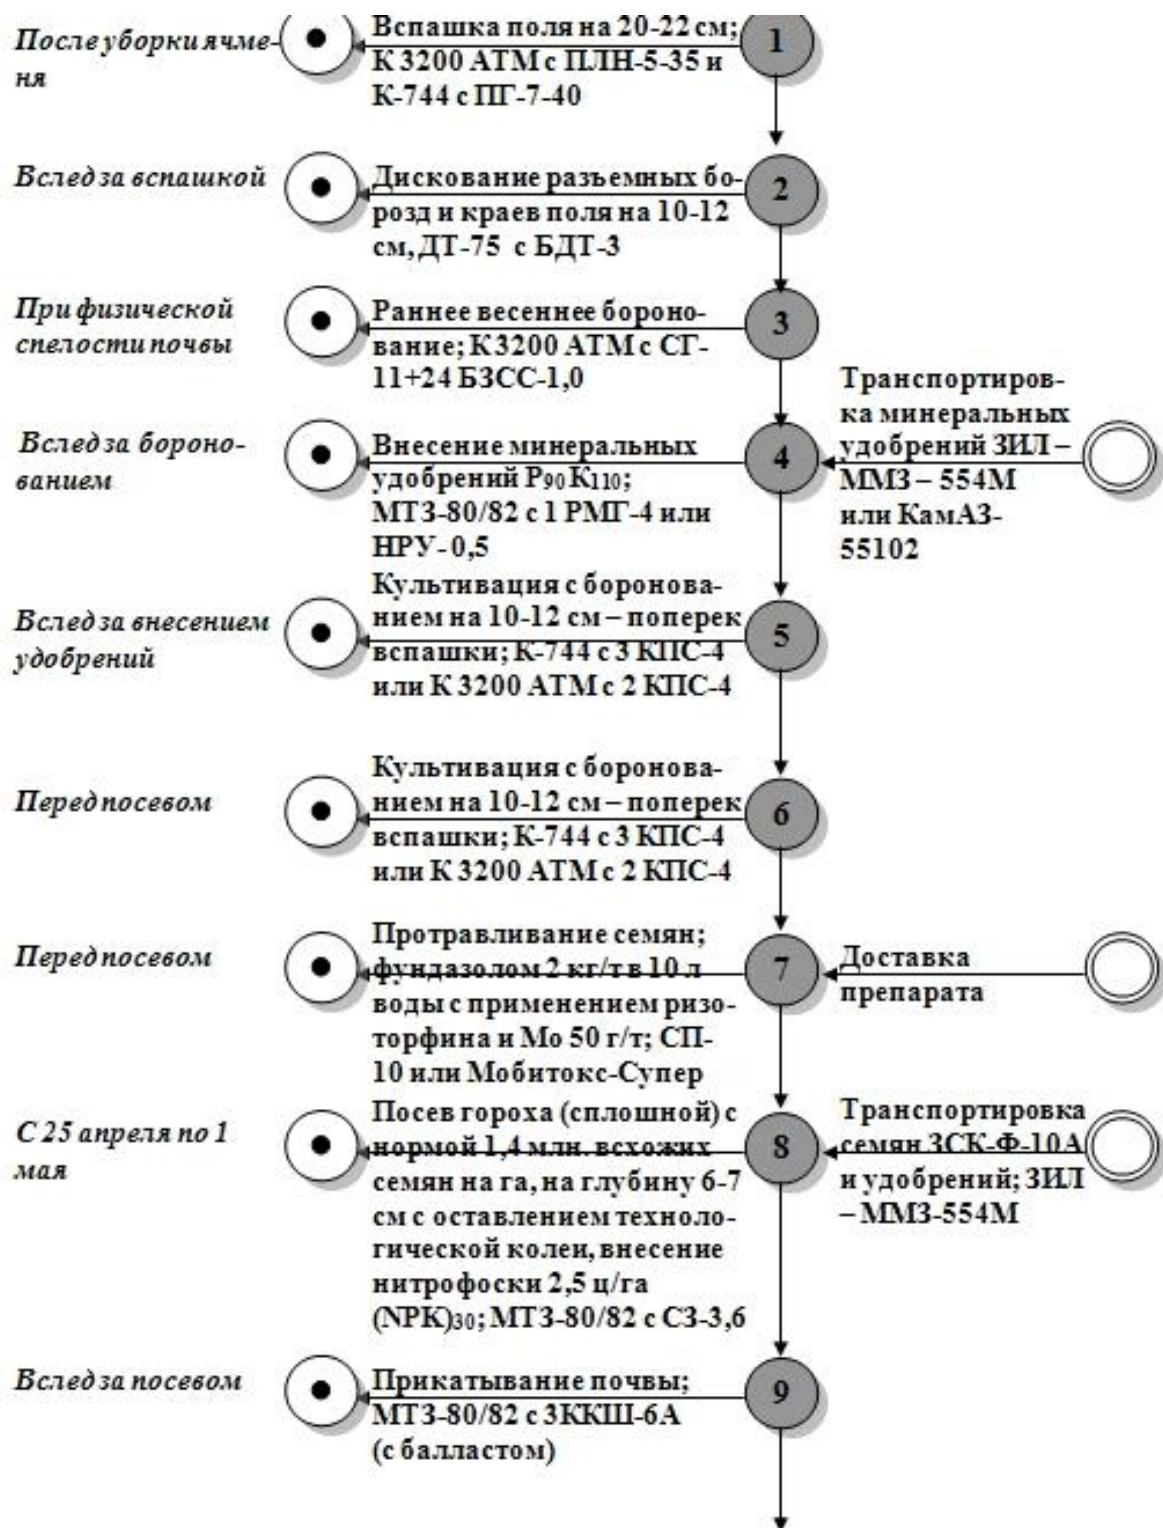 После уборки ячме-
ня
Вспашка поля на 20-22 см;
К 3200 АТМ с ПЛН-5-35 и
К-744 с ПГ-7-40
1
Вслед за вспашкой
Дискование разъемных бо-
розд и краев поля на 10-12
см, ДТ-75 с БДТ-3
2
При физической
спелости почвы
Раннее весеннее бороно-
вание; К 3200 АТМ с СГ-
11+24 БЗСС-1,0
3
Вслед за бороно-
ванием
Внесение минеральных
удобрений Р90 К110;
МТЗ-80/82 с 1 РМГ-4 или
НРУ-0,5
4
Транспортиров-
ка минеральных
удобрений ЗИЛ –
ММЗ – 554М
или КамАЗ-
55102
Вслед за внесением
удобрений
Культивация с боронова-
нием на 10-12 см – поперек
вспашки; К-744 с 3 КПС-4
или К 3200 АТМ с 2 КПС-4
5
Перед посевом
Культивация с боронова-
нием на 10-12 см – поперек
вспашки; К-744 с 3 КПС-4
или К 3200 АТМ с 2 КПС-4
6
Перед посевом
Протравливание семян;
фундазолом 2 кг/т в 10 л
воды с применением ризо-
торфина и Мо 50 г/т; СП-
10 или Мобитокс-Супер
7
Доставка
препарата
С 25 апреля по 1
мая
Посев гороха (сплошной) с
нормой 1,4 млн. всхожих
семян на га, на глубину 6-7
см с оставлением техноло-
гической колеи, внесение
нитрофоски 2,5 ц/га
(NPK)30; МТЗ-80/82 с СЗ-3,6
8
Транспортировка
семян ЗСК-Ф-10А
и удобрений; ЗИЛ
– ММЗ-554М
Вслед за посевом
Прикатывание почвы;
МТЗ-80/82 с 3ККШ-6А
(с балластом)
9